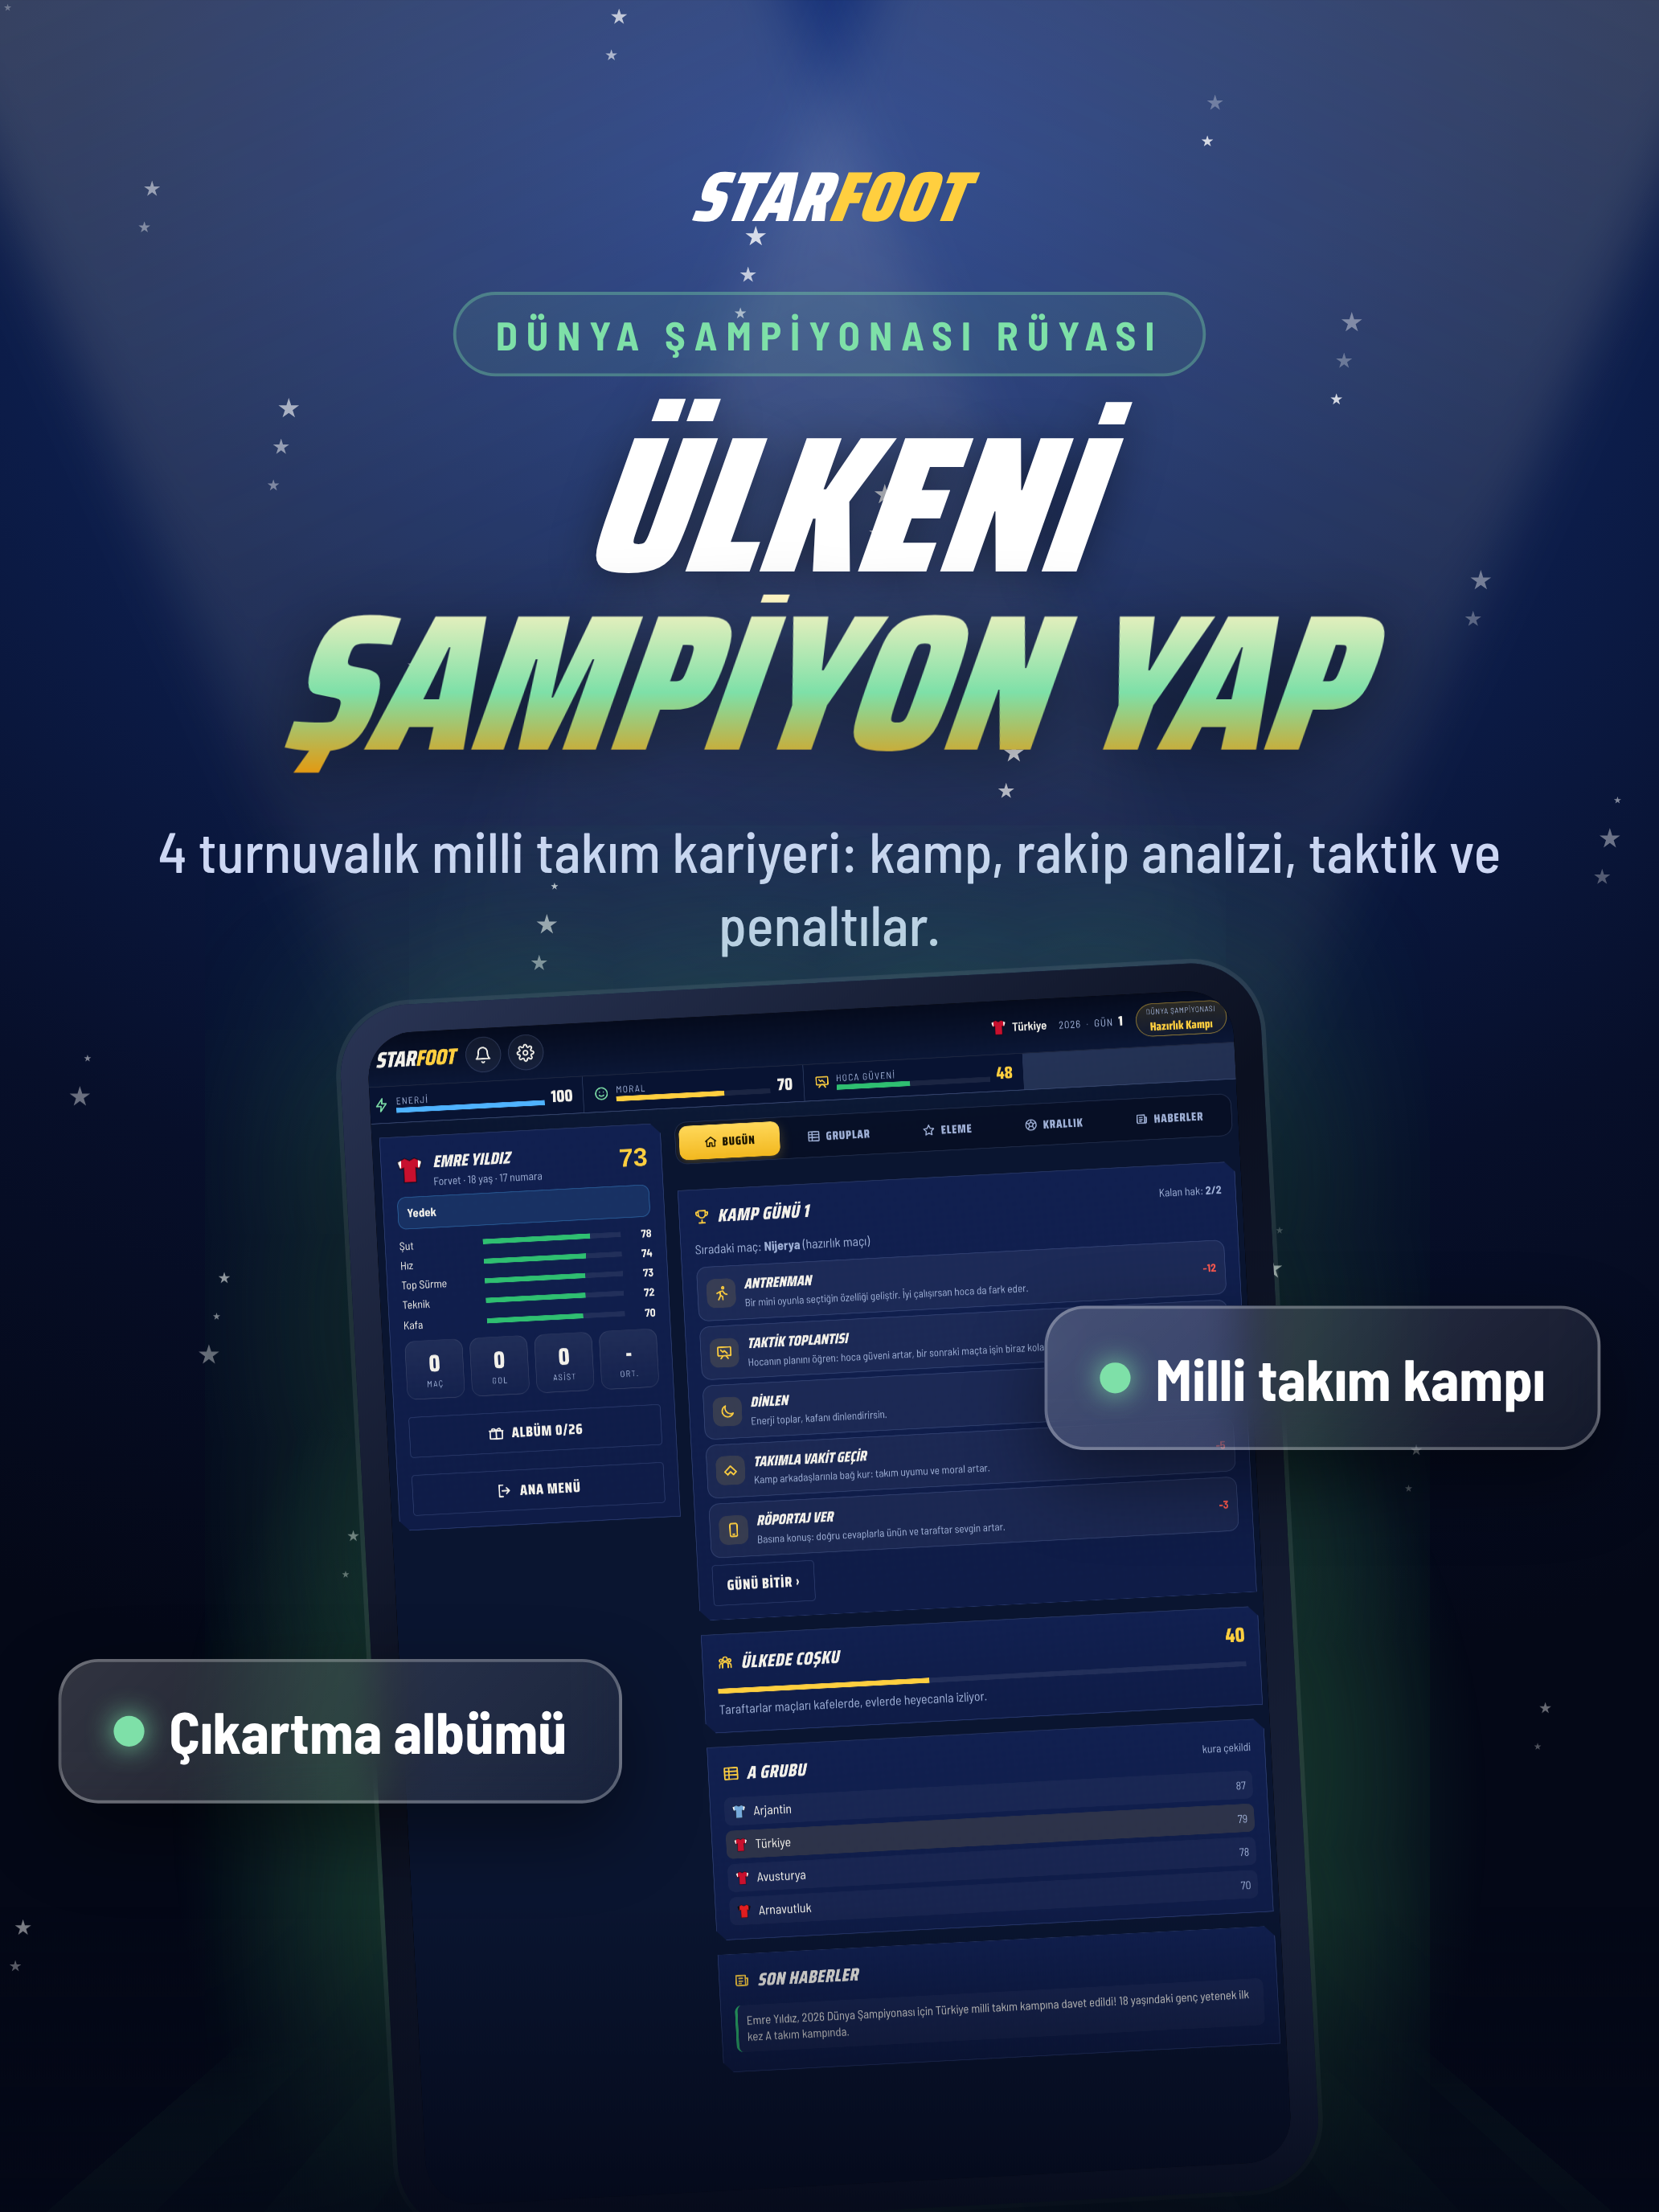 STARFOOT
DÜNYA ŞAMPİYONASI RÜYASI
ÜLKENİ
ŞAMPİYON YAP
4 turnuvalık milli takım kariyeri: kamp, rakip analizi, taktik ve
penaltılar.
STARFOOT
Türkiye 2026 · GÜN 1
DÜNYA ŞAMPİYONASI
Hazırlık Kampı
ENERJİ 100
MORAL 70
HOCA GÜVENİ 48
EMRE YILDIZ 73
Forvet · 18 yaş · 17 numara
Yedek
Şut 78
Hız 74
Top Sürme 73
Teknik 72
Kafa 70
0 0 0 -
MAÇ GOL ASİST ORT.
ALBÜM 0/26
ANA MENÜ
BUGÜN GRUPLAR ELEME KRALLIK HABERLER
KAMP GÜNÜ 1 Kalan hak: 2/2
Sıradaki maç: Nijerya (hazırlık maçı)
ANTRENMAN -12
Bir mini oyunla seçtiğin özelliği geliştir. İyi çalışırsan hoca da fark eder.
TAKTİK TOPLANTISI
Hocanın planını öğren: hoca güveni artar, bir sonraki maçta işin biraz kola
DİNLEN
Enerji toplar, kafanı dinlendirirsin.
TAKIMLA VAKİT GEÇİR -5
Kamp arkadaşlarınla bağ kur: takım uyumu ve moral artar.
RÖPORTAJ VER -3
Basına konuş: doğru cevaplarla ünün ve taraftar sevgin artar.
GÜNÜ BİTİR ›
Milli takım kampı
ÜLKEDE COŞKU 40
Taraftarlar maçları kafelerde, evlerde heyecanla izliyor.
Çıkartma albümü
A GRUBU kura çekildi
Arjantin 87
Türkiye 79
Avusturya 78
Arnavutluk 70
SON HABERLER
Emre Yıldız, 2026 Dünya Şampiyonası için Türkiye milli takım kampına davet edildi! 18 yaşındaki genç yetenek ilk
kez A takım kampında.